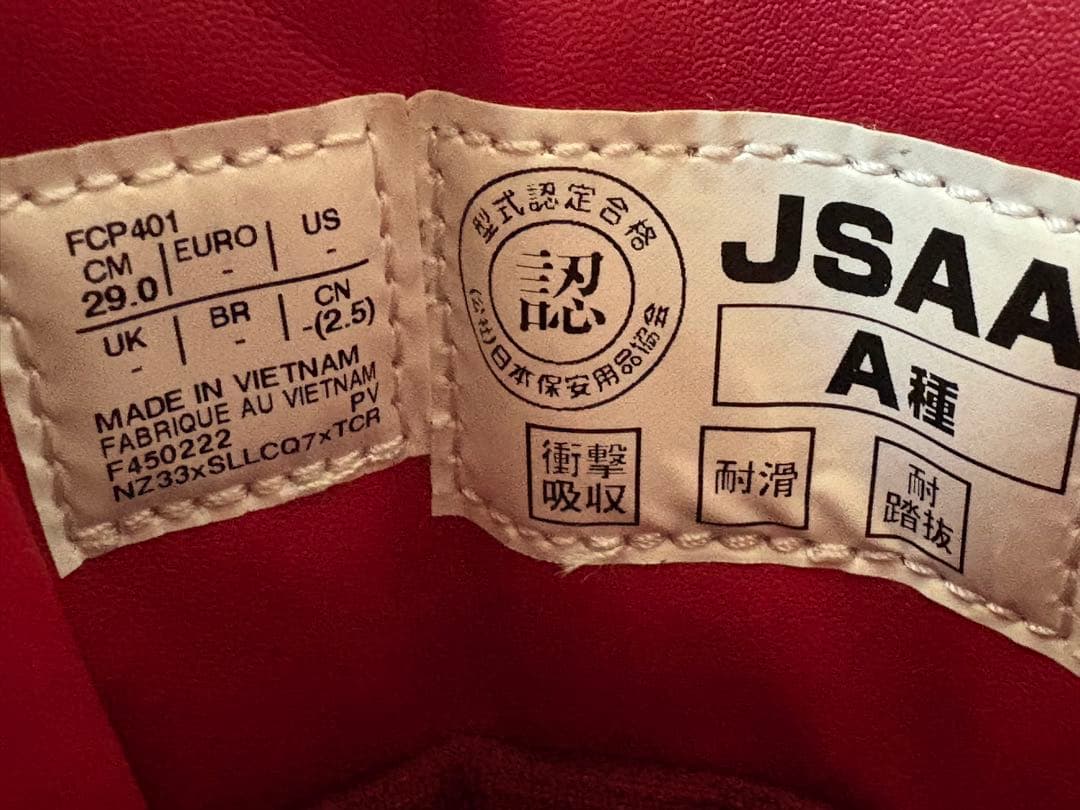 FCP401
CM EURO US
29.0 - -
UK BR CN
- - -(2.5)
MADE IN VIETNAM
FABRIQUE AU VIETNAM
F450222 PV
NZ33xSLLCQ7xTCR
型式認定合格
認
(公社)日本保安用品協会
JSAA
A種
衝撃
吸収
耐滑
耐
踏抜